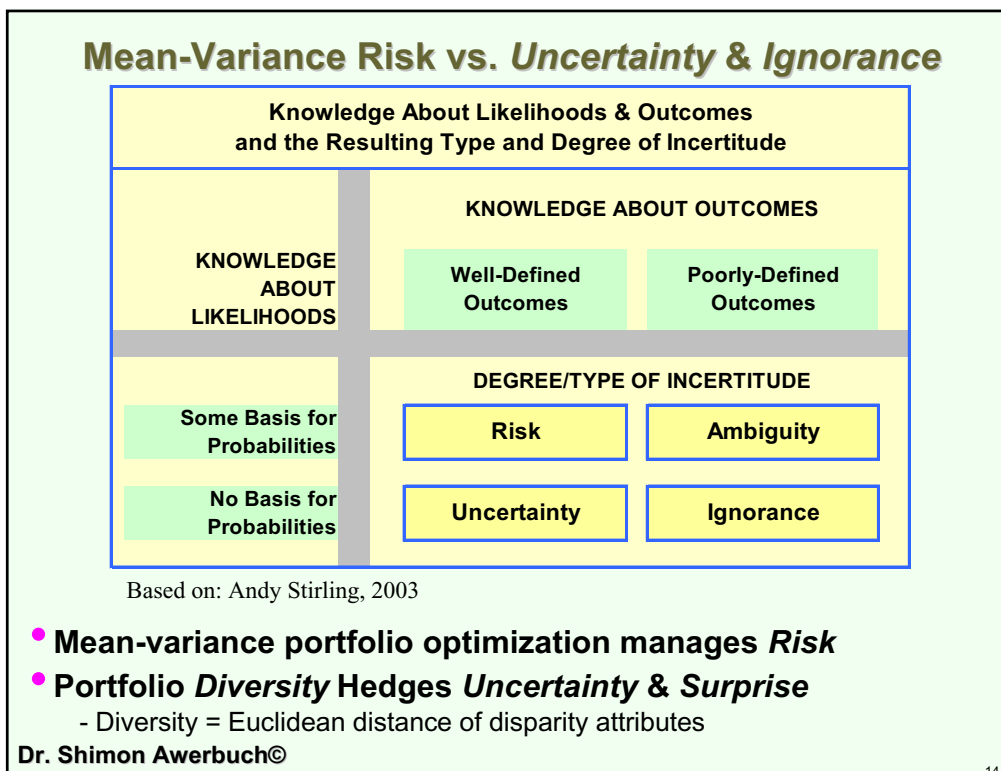 Mean-Variance Risk vs. Uncertainty & Ignorance
Knowledge About Likelihoods & Outcomes
and the Resulting Type and Degree of Incertitude
KNOWLEDGE ABOUT OUTCOMES
KNOWLEDGE
ABOUT
LIKELIHOODS
Well-Defined
Outcomes
Poorly-Defined
Outcomes
DEGREE/TYPE OF INCERTITUDE
Some Basis for
Probabilities
Risk
Ambiguity
No Basis for
Probabilities
Uncertainty
Ignorance
Based on: Andy Stirling, 2003
• Mean-variance portfolio optimization manages Risk
• Portfolio Diversity Hedges Uncertainty & Surprise
- Diversity = Euclidean distance of disparity attributes
Dr. Shimon Awerbuch©
14